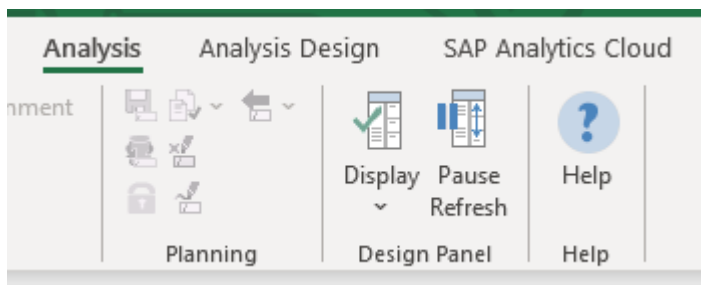 Analysis Analysis Design SAP Analytics Cloud
nment
Display Pause Refresh Help
Planning Design Panel Help